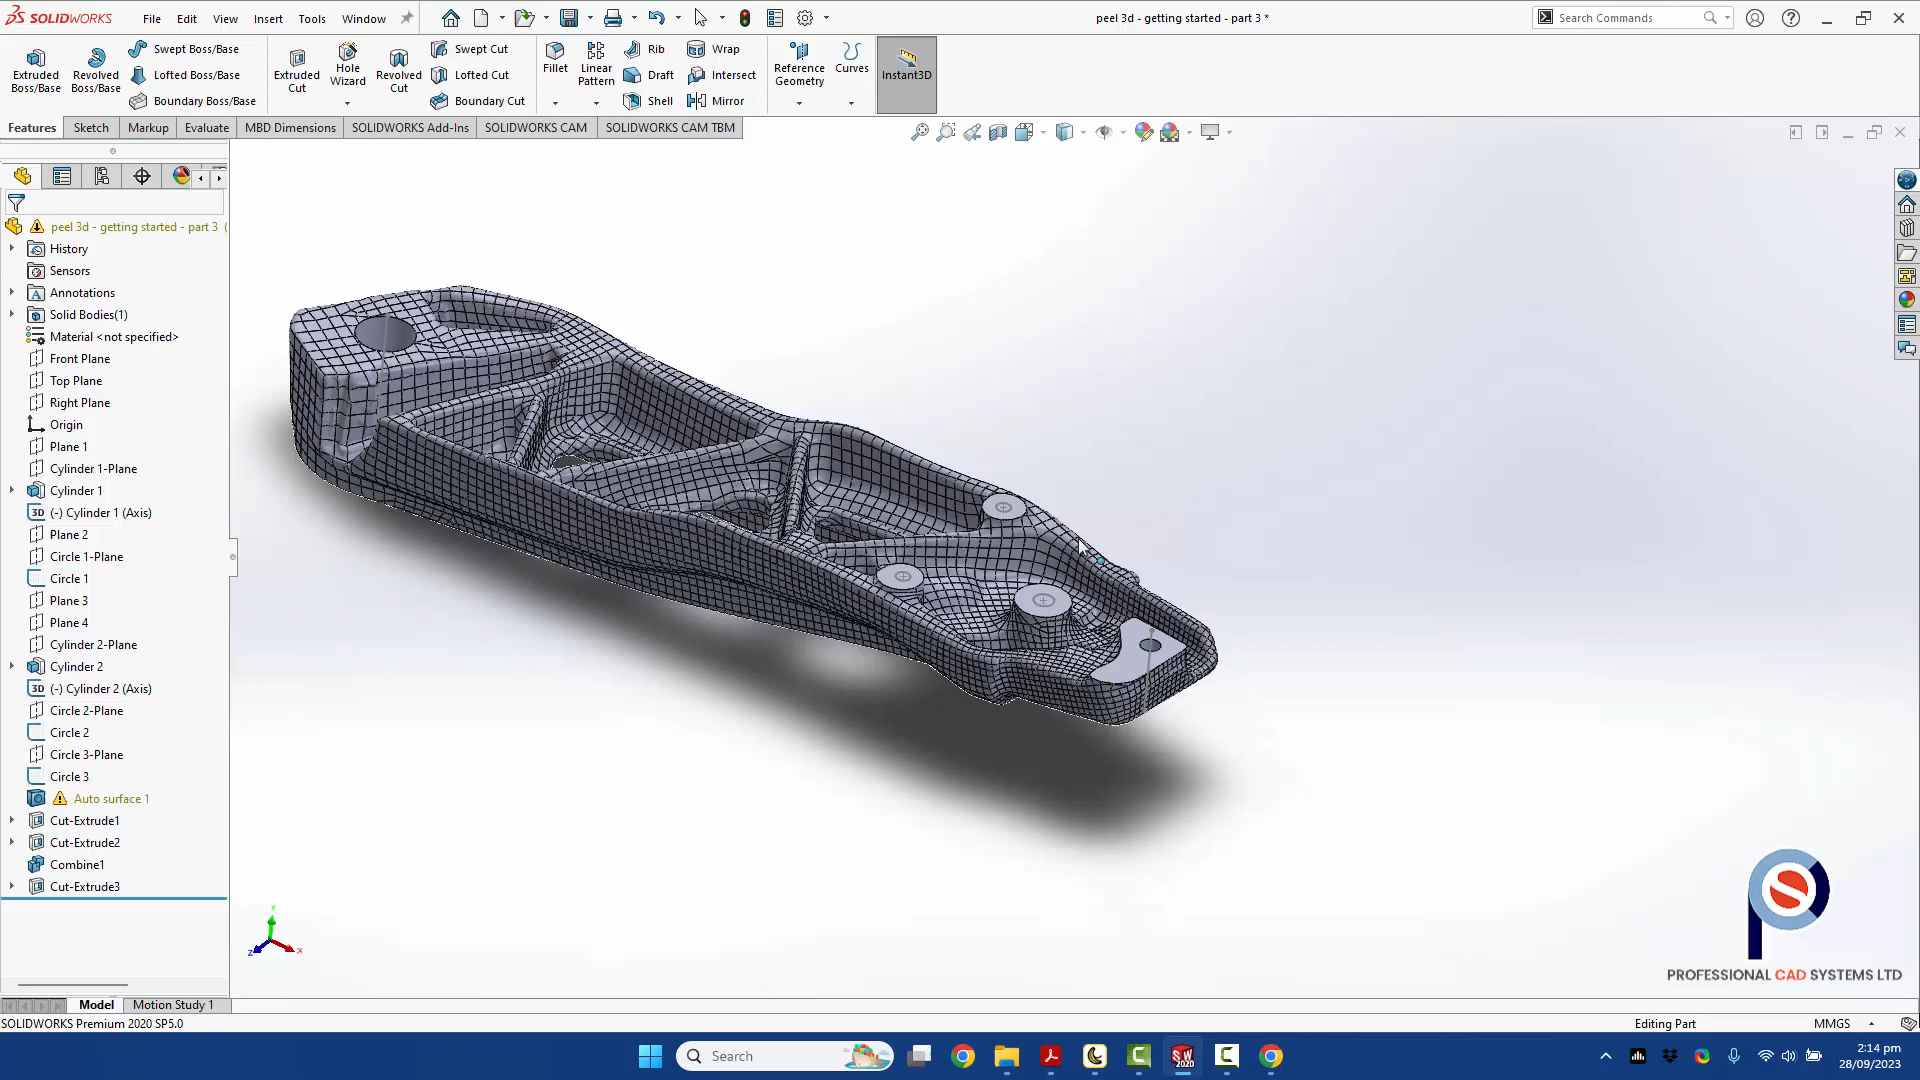 SOLIDWORKS File Edit View Insert Tools Window
peel 3d - getting started - part 3 *
Search Commands
Extruded Boss/Base
Revolved Boss/Base
Swept Boss/Base
Lofted Boss/Base
Boundary Boss/Base
Extruded Cut
Hole Wizard
Revolved Cut
Swept Cut
Lofted Cut
Boundary Cut
Fillet
Linear Pattern
Rib
Draft
Shell
Wrap
Intersect
Mirror
Reference Geometry
Curves
Instant3D
Features Sketch Markup Evaluate MBD Dimensions SOLIDWORKS Add-Ins SOLIDWORKS CAM SOLIDWORKS CAM TBM
peel 3d - getting started - part 3 (
History
Sensors
Annotations
Solid Bodies(1)
Material <not specified>
Front Plane
Top Plane
Right Plane
Origin
Plane 1
Cylinder 1-Plane
Cylinder 1
3D (-) Cylinder 1 (Axis)
Plane 2
Circle 1-Plane
Circle 1
Plane 3
Plane 4
Cylinder 2-Plane
Cylinder 2
3D (-) Cylinder 2 (Axis)
Circle 2-Plane
Circle 2
Circle 3-Plane
Circle 3
Auto surface 1
Cut-Extrude1
Cut-Extrude2
Combine1
Cut-Extrude3
Y
Z
X
PROFESSIONAL CAD SYSTEMS LTD
Model Motion Study 1
SOLIDWORKS Premium 2020 SP5.0
Editing Part
MMGS
Search
SW 2020
2:14 pm
28/09/2023